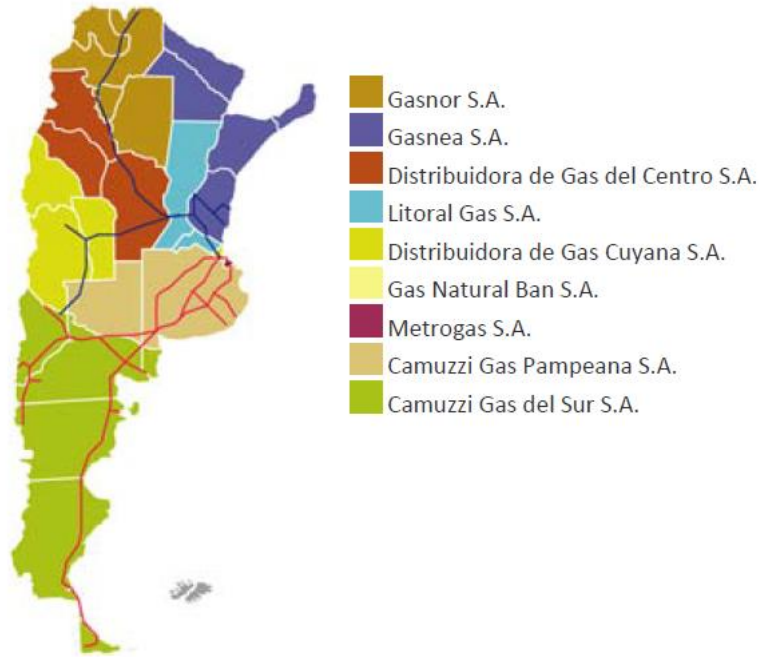 Gasnor S.A.
Gasnea S.A.
Distribuidora de Gas del Centro S.A.
Litoral Gas S.A.
Distribuidora de Gas Cuyana S.A.
Gas Natural Ban S.A.
Metrogas S.A.
Camuzzi Gas Pampeana S.A.
Camuzzi Gas del Sur S.A.